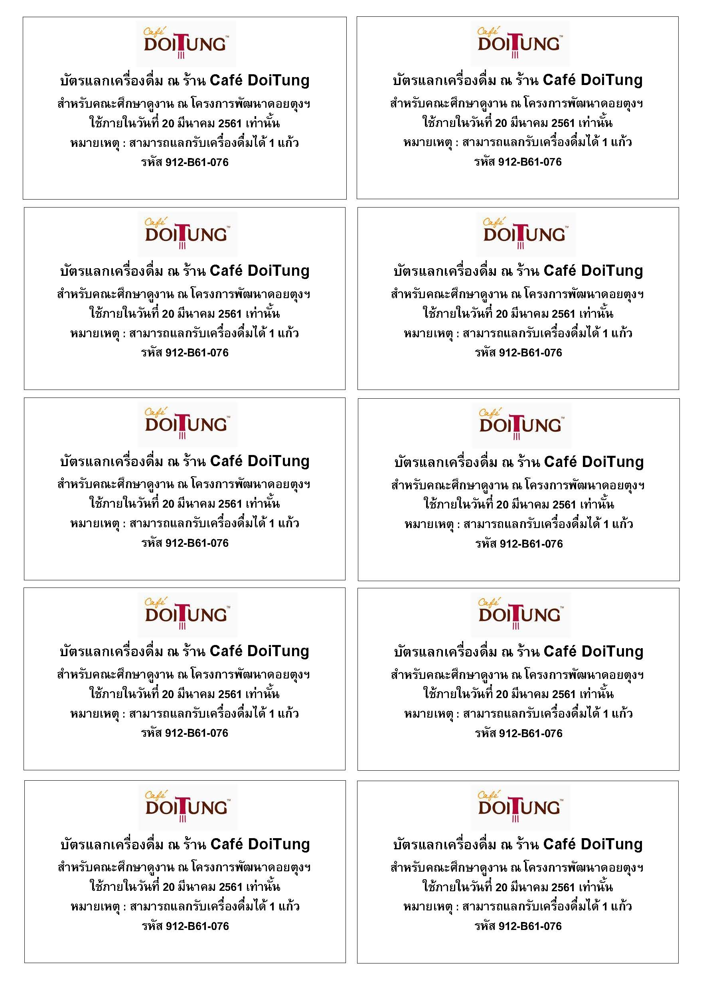 Café
DOITUNG™
บัตรแลกเครื่องดื่ม ณ ร้าน Café DoiTung
สำหรับคณะศึกษาดูงาน ณ โครงการพัฒนาดอยตุงฯ
ใช้ภายในวันที่ 20 มีนาคม 2561 เท่านั้น
หมายเหตุ : สามารถแลกรับเครื่องดื่มได้ 1 แก้ว
รหัส 912-B61-076
Café
DOITUNG™
บัตรแลกเครื่องดื่ม ณ ร้าน Café DoiTung
สำหรับคณะศึกษาดูงาน ณ โครงการพัฒนาดอยตุงฯ
ใช้ภายในวันที่ 20 มีนาคม 2561 เท่านั้น
หมายเหตุ : สามารถแลกรับเครื่องดื่มได้ 1 แก้ว
รหัส 912-B61-076
Café
DOITUNG™
บัตรแลกเครื่องดื่ม ณ ร้าน Café DoiTung
สำหรับคณะศึกษาดูงาน ณ โครงการพัฒนาดอยตุงฯ
ใช้ภายในวันที่ 20 มีนาคม 2561 เท่านั้น
หมายเหตุ : สามารถแลกรับเครื่องดื่มได้ 1 แก้ว
รหัส 912-B61-076
Café
DOITUNG™
บัตรแลกเครื่องดื่ม ณ ร้าน Café DoiTung
สำหรับคณะศึกษาดูงาน ณ โครงการพัฒนาดอยตุงฯ
ใช้ภายในวันที่ 20 มีนาคม 2561 เท่านั้น
หมายเหตุ : สามารถแลกรับเครื่องดื่มได้ 1 แก้ว
รหัส 912-B61-076
Café
DOITUNG™
บัตรแลกเครื่องดื่ม ณ ร้าน Café DoiTung
สำหรับคณะศึกษาดูงาน ณ โครงการพัฒนาดอยตุงฯ
ใช้ภายในวันที่ 20 มีนาคม 2561 เท่านั้น
หมายเหตุ : สามารถแลกรับเครื่องดื่มได้ 1 แก้ว
รหัส 912-B61-076
Café
DOITUNG™
บัตรแลกเครื่องดื่ม ณ ร้าน Café DoiTung
สำหรับคณะศึกษาดูงาน ณ โครงการพัฒนาดอยตุงฯ
ใช้ภายในวันที่ 20 มีนาคม 2561 เท่านั้น
หมายเหตุ : สามารถแลกรับเครื่องดื่มได้ 1 แก้ว
รหัส 912-B61-076
Café
DOITUNG™
บัตรแลกเครื่องดื่ม ณ ร้าน Café DoiTung
สำหรับคณะศึกษาดูงาน ณ โครงการพัฒนาดอยตุงฯ
ใช้ภายในวันที่ 20 มีนาคม 2561 เท่านั้น
หมายเหตุ : สามารถแลกรับเครื่องดื่มได้ 1 แก้ว
รหัส 912-B61-076
Café
DOITUNG™
บัตรแลกเครื่องดื่ม ณ ร้าน Café DoiTung
สำหรับคณะศึกษาดูงาน ณ โครงการพัฒนาดอยตุงฯ
ใช้ภายในวันที่ 20 มีนาคม 2561 เท่านั้น
หมายเหตุ : สามารถแลกรับเครื่องดื่มได้ 1 แก้ว
รหัส 912-B61-076
Café
DOITUNG™
บัตรแลกเครื่องดื่ม ณ ร้าน Café DoiTung
สำหรับคณะศึกษาดูงาน ณ โครงการพัฒนาดอยตุงฯ
ใช้ภายในวันที่ 20 มีนาคม 2561 เท่านั้น
หมายเหตุ : สามารถแลกรับเครื่องดื่มได้ 1 แก้ว
รหัส 912-B61-076
Café
DOITUNG™
บัตรแลกเครื่องดื่ม ณ ร้าน Café DoiTung
สำหรับคณะศึกษาดูงาน ณ โครงการพัฒนาดอยตุงฯ
ใช้ภายในวันที่ 20 มีนาคม 2561 เท่านั้น
หมายเหตุ : สามารถแลกรับเครื่องดื่มได้ 1 แก้ว
รหัส 912-B61-076